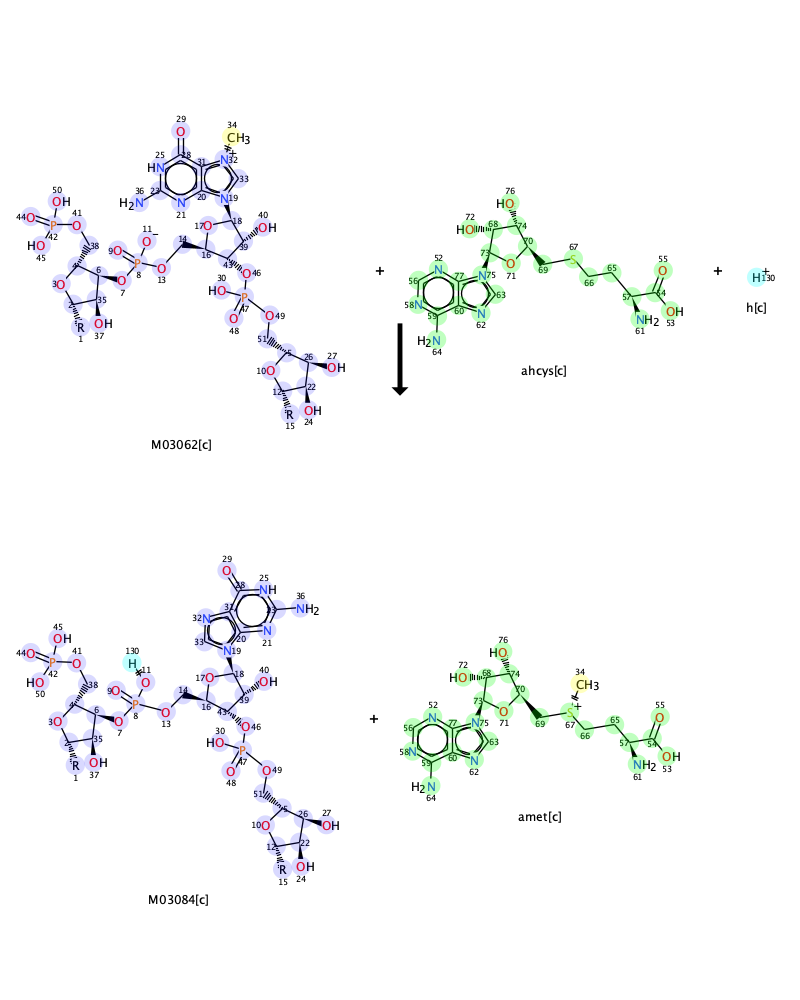 29
34
O
CH3
25
28
31
N
32
+
HN
33
36
H2N
23
20
N
19
21
N
50
OH
44
O
P
42
41
O
HO
45
38
11
O
-
9
O
P
8
14
17
O
18
40
OH
39
16
43
46
O
O
13
3
O
4
6
O
7
2
35
R
1
OH
37
30
HO
P
47
O
48
O
49
51
5
26
27
OH
10
O
12
22
R
15
OH
24
M03062[c]
+
76
HO
72
HO
68
74
70
73
O
71
69
67
S
66
65
55
O
57
54
OH
53
NH2
61
52
N
56
77
N
75
63
58
N
59
60
N
62
H2N
64
ahcys[c]
+
H
+
130
h[c]
29
O
28
25
NH
36
NH2
32
N
31
23
33
20
N
21
N
19
45
OH
44
O
P
42
41
O
HO
50
38
130
H
11
O
9
O
P
8
14
17
O
18
40
OH
39
16
43
O
46
O
13
3
O
4
6
O
7
35
R
1
OH
37
30
HO
P
47
O
48
O
49
51
5
26
27
OH
10
O
12
22
R
15
OH
24
M03084[c]
+
76
HO
72
HO
68
74
70
73
O
71
69
34
CH3
+
S
67
66
65
55
O
57
54
OH
53
NH2
61
52
N
56
77
N
75
63
58
N
59
60
N
62
H2N
64
amet[c]